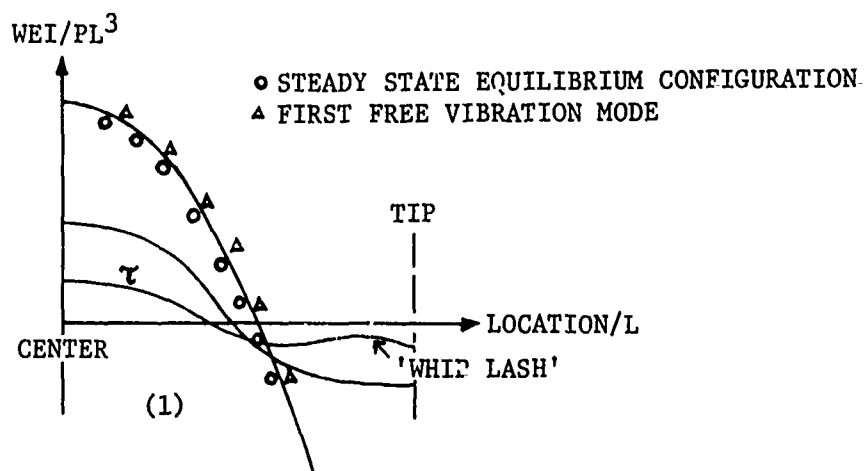 WEI/PL³
○ STEADY STATE EQUILIBRIUM CONFIGURATION
△ FIRST FREE VIBRATION MODE
TIP
τ
LOCATION/L
CENTER
'WHIP LASH'
(1)